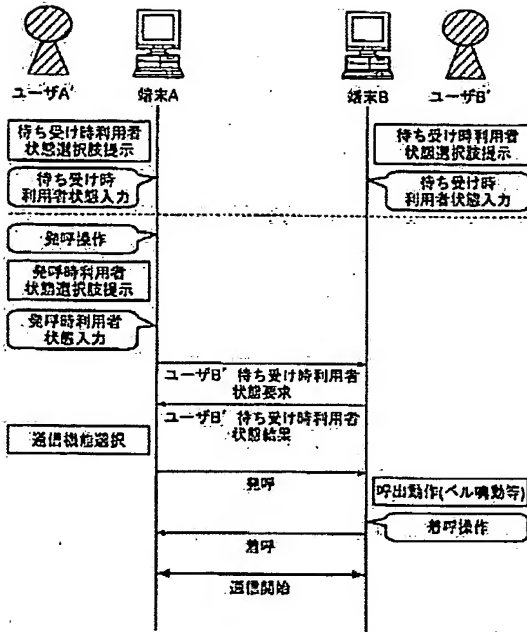 ユーザA'
端末A
端末B
ユーザB'
待ち受け時利用者
状態選択肢提示
待ち受け時利用者
状態選択肢提示
待ち受け時
利用者状態入力
待ち受け時
利用者状態入力
発呼操作
発呼時利用者
状態選択肢提示
発呼時利用者
状態入力
ユーザB' 待ち受け時利用者
状態要求
ユーザB' 待ち受け時利用者
状態結果
通信機能選択
発呼
呼出動作(ベル鳴動等)
着呼操作
着呼
通信開始